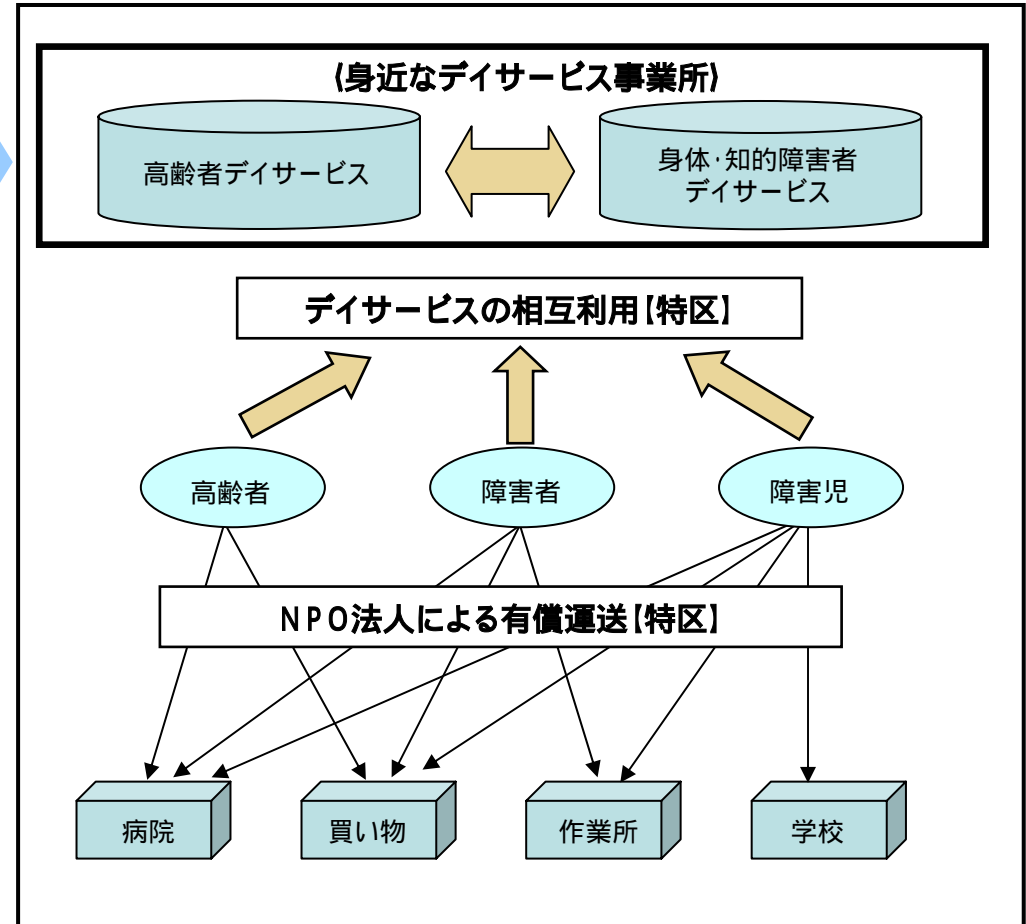 (身近なデイサービス事業所)
高齢者デイサービス
身体・知的障害者
デイサービス
デイサービスの相互利用【特区】
高齢者
障害者
障害児
NPO法人による有償運送【特区】
病院
買い物
作業所
学校